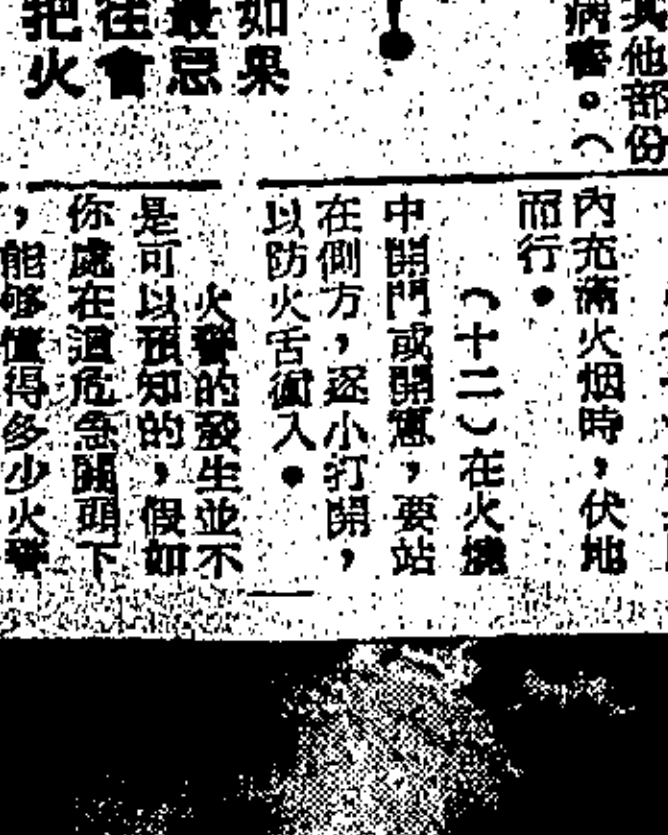 其他部份
病警。（
！
如果
最忌
往會
把火
內充滿火烟時，伏地
而行。
（十二）在火燒
中開門或開窻，要站
在側方，逐小打開，
以防火舌衝入。
火警的發生並不
是可以預知的，假如
你處在這危急關頭下
，能够懂得多少火警